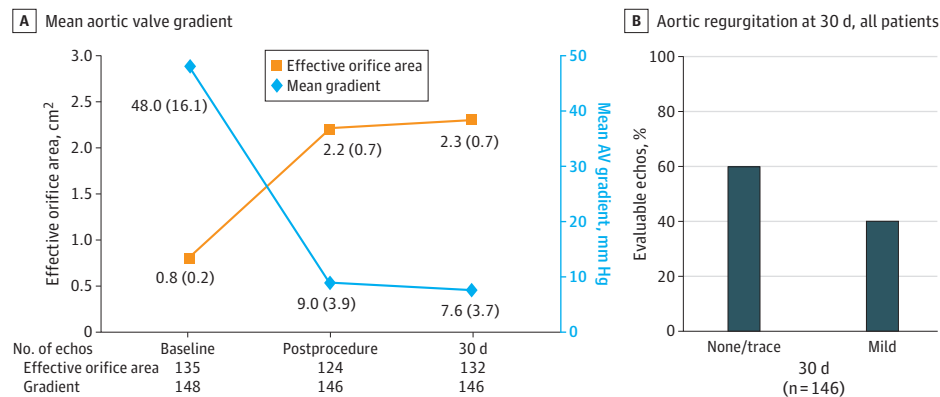 A Mean aortic valve gradient
3.0
2.5
2.0
1.5
1.0
0.5
0
Effective orifice area, cm²
Effective orifice area
Mean gradient
48.0 (16.1)
2.2 (0.7)
2.3 (0.7)
0.8 (0.2)
9.0 (3.9)
7.6 (3.7)
50
40
30
20
10
0
Mean AV gradient, mm Hg
No. of echos Baseline Postprocedure 30 d
Effective orifice area 135 124 132
Gradient 148 146 146
B Aortic regurgitation at 30 d, all patients
100
80
60
40
20
0
Evaluable echos, %
None/trace Mild
30 d
(n = 146)